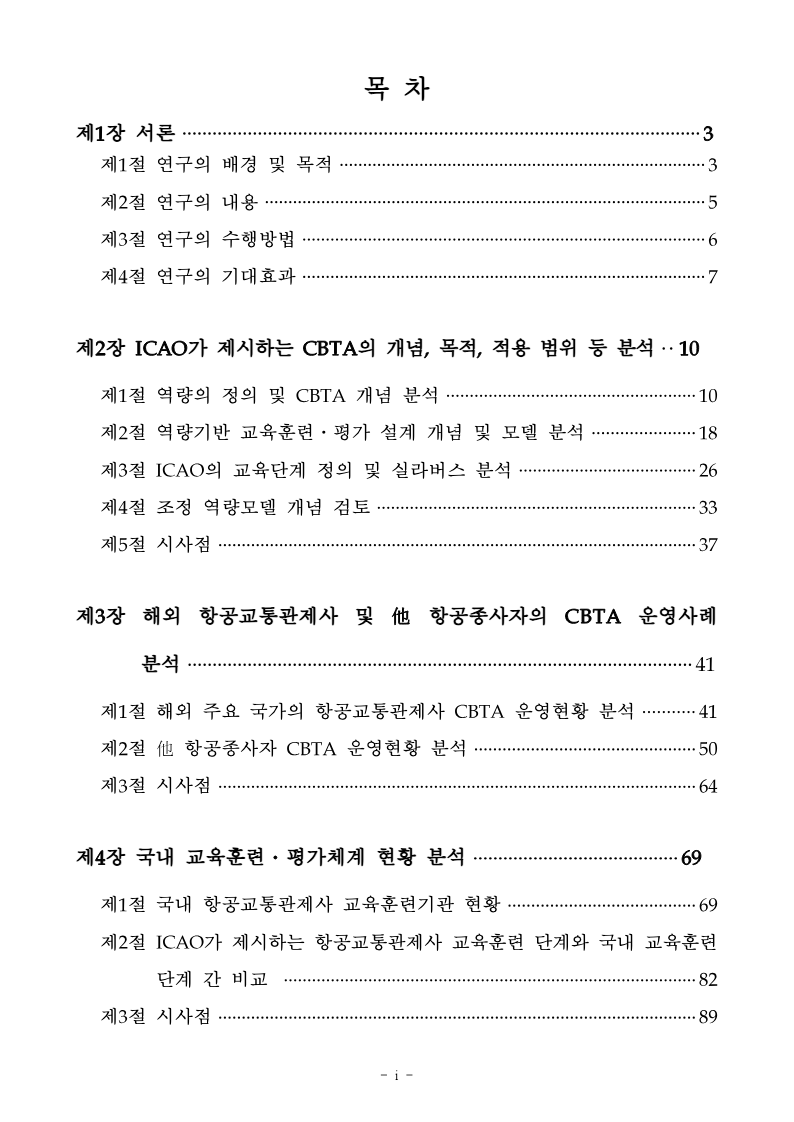 목 차
제1장 서론 ··· 3
제1절 연구의 배경 및 목적 ··· 3
제2절 연구의 내용 ··· 5
제3절 연구의 수행방법 ··· 6
제4절 연구의 기대효과 ··· 7
제2장 ICAO가 제시하는 CBTA의 개념, 목적, 적용 범위 등 분석 ·· 10
제1절 역량의 정의 및 CBTA 개념 분석 ··· 10
제2절 역량기반 교육훈련·평가 설계 개념 및 모델 분석 ··· 18
제3절 ICAO의 교육단계 정의 및 실라버스 분석 ··· 26
제4절 조정 역량모델 개념 검토 ··· 33
제5절 시사점 ··· 37
제3장 해외 항공교통관제사 및 他 항공종사자의 CBTA 운영사례
분석 ··· 41
제1절 해외 주요 국가의 항공교통관제사 CBTA 운영현황 분석 ··· 41
제2절 他 항공종사자 CBTA 운영현황 분석 ··· 50
제3절 시사점 ··· 64
제4장 국내 교육훈련·평가체계 현황 분석 ··· 69
제1절 국내 항공교통관제사 교육훈련기관 현황 ··· 69
제2절 ICAO가 제시하는 항공교통관제사 교육훈련 단계와 국내 교육훈련
단계 간 비교 ··· 82
제3절 시사점 ··· 89
- i -